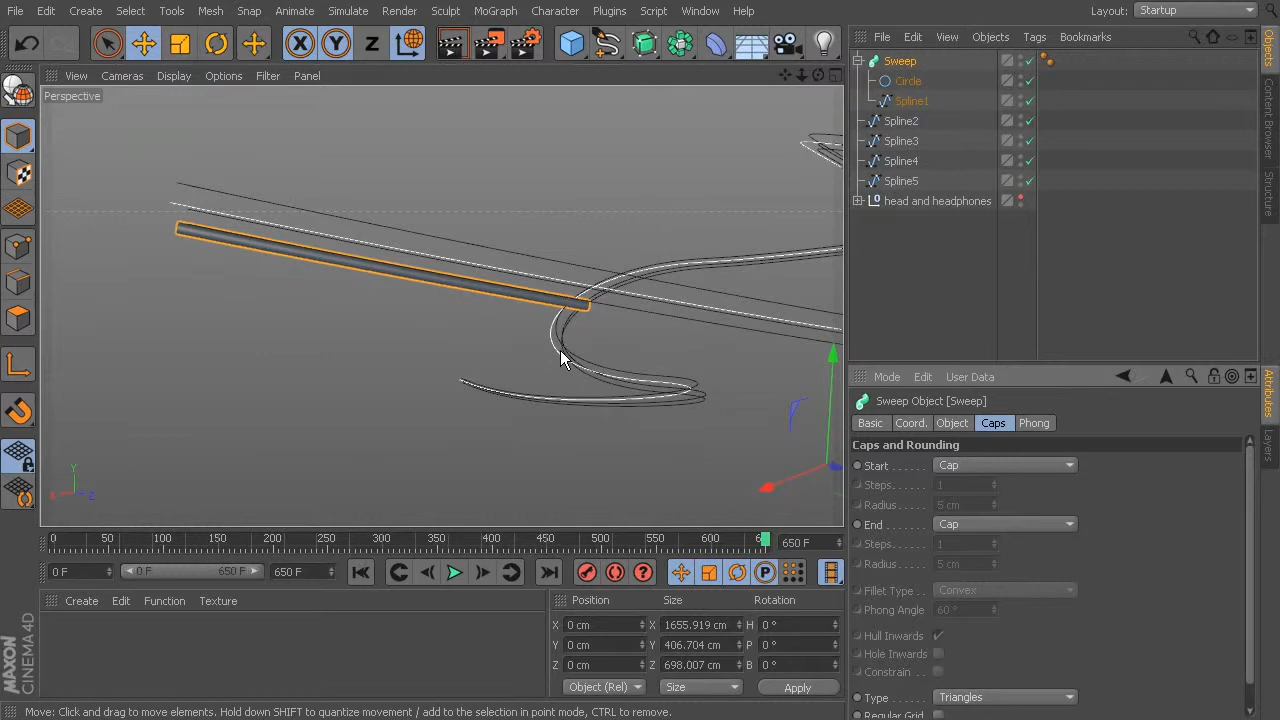 File Edit Create Select Tools Mesh Snap Animate Simulate Render Sculpt MoGraph Character Plugins Script Window Help Layout: Startup
File Edit View Objects Tags Bookmarks
View Cameras Display Options Filter Panel
Perspective
Sweep
Circle
Spline1
Spline2
Spline3
Spline4
Spline5
head and headphones
Objects
Content Browser
Structure
Mode Edit User Data
Sweep Object [Sweep]
Basic Coord. Object Caps Phong
Caps and Rounding
Start Cap
Steps 1
Radius 5 cm
End Cap
Steps 1
Radius 5 cm
Fillet Type Convex
Phong Angle 60 °
Hull Inwards
Hole Inwards
Constrain
Type Triangles
Regular Grid
Attributes
Layers
Y
X
Z
0 50 100 150 200 250 300 350 400 450 500 550 600 650 F
0 F 0 F 650 F 650 F
Create Edit Function Texture
Position Size Rotation
X 0 cm X 1655.919 cm H 0 °
Y 0 cm Y 406.704 cm P 0 °
Z 0 cm Z 698.007 cm B 0 °
Object (Rel) Size Apply
MAXON CINEMA 4D
Move: Click and drag to move elements. Hold down SHIFT to quantize movement / add to the selection in point mode, CTRL to remove.